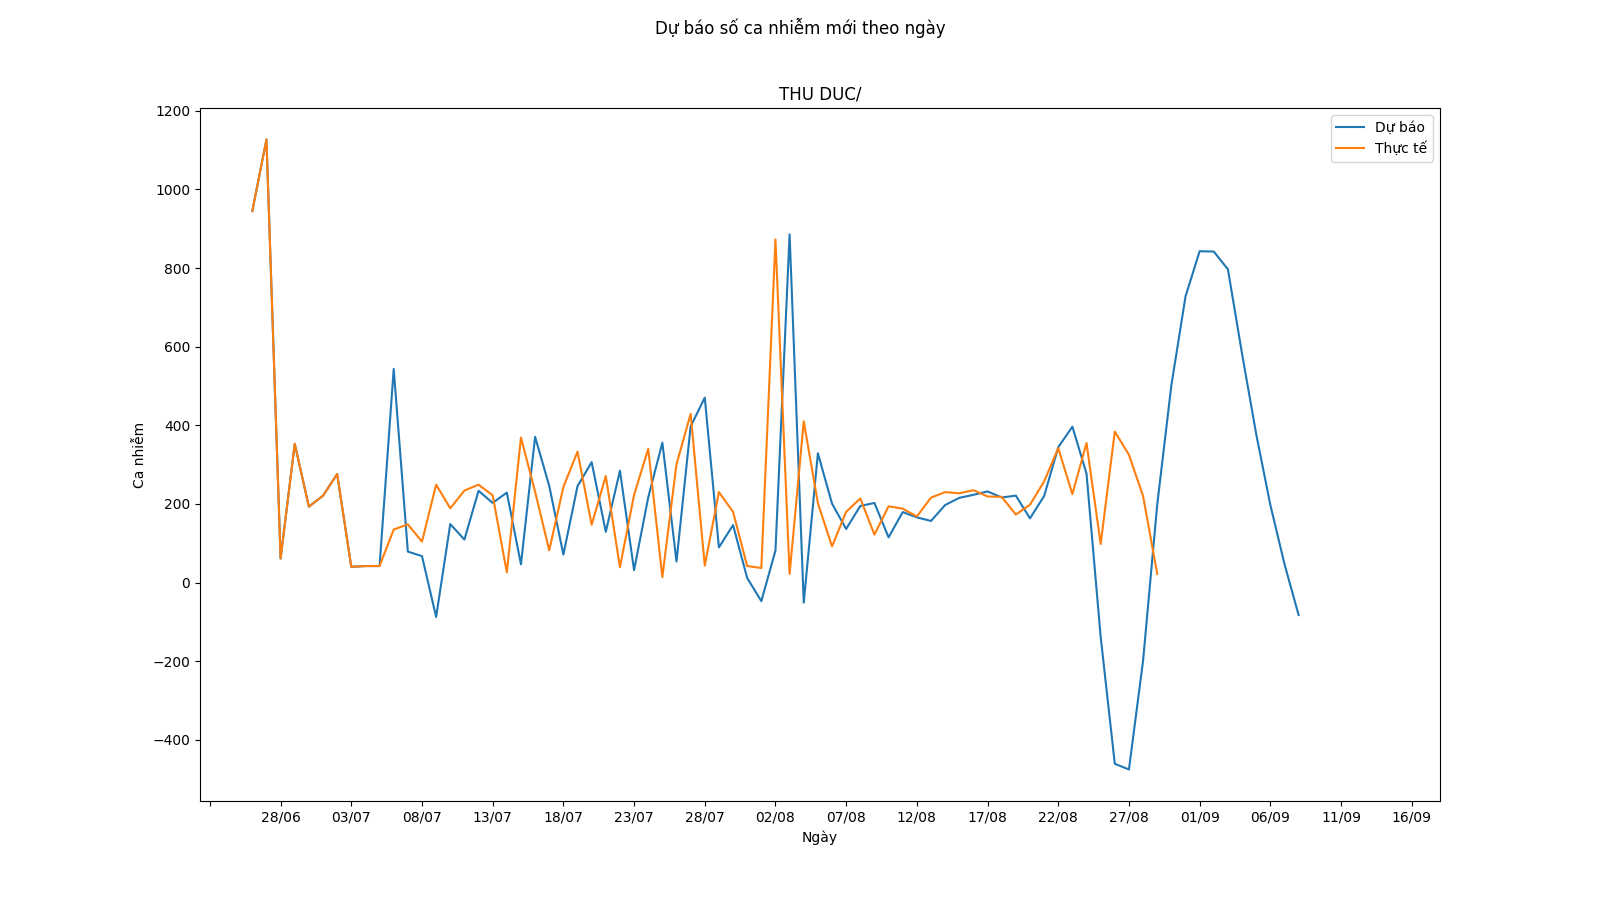 Dự báo số ca nhiễm mới theo ngày
THU DUC/
Dự báo
Thực tế
1200
1000
800
600
400
200
0
−200
−400
Ca nhiễm
28/06 03/07 08/07 13/07 18/07 23/07 28/07 02/08 07/08 12/08 17/08 22/08 27/08 01/09 06/09 11/09 16/09
Ngày